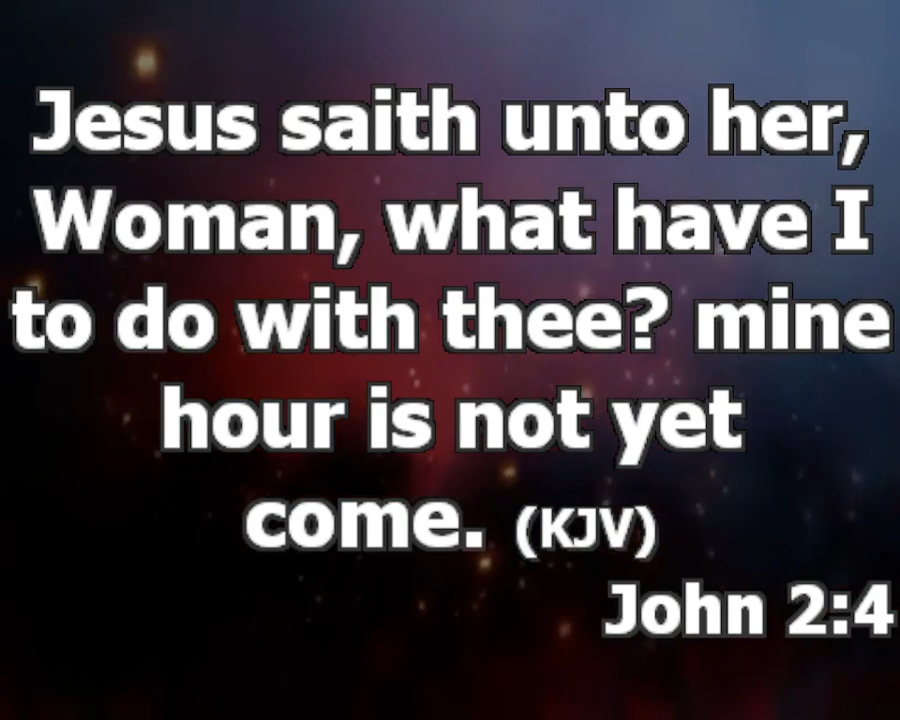 Jesus saith unto her,
Woman, what have I
to do with thee? mine
hour is not yet
come. (KJV)
John 2:4